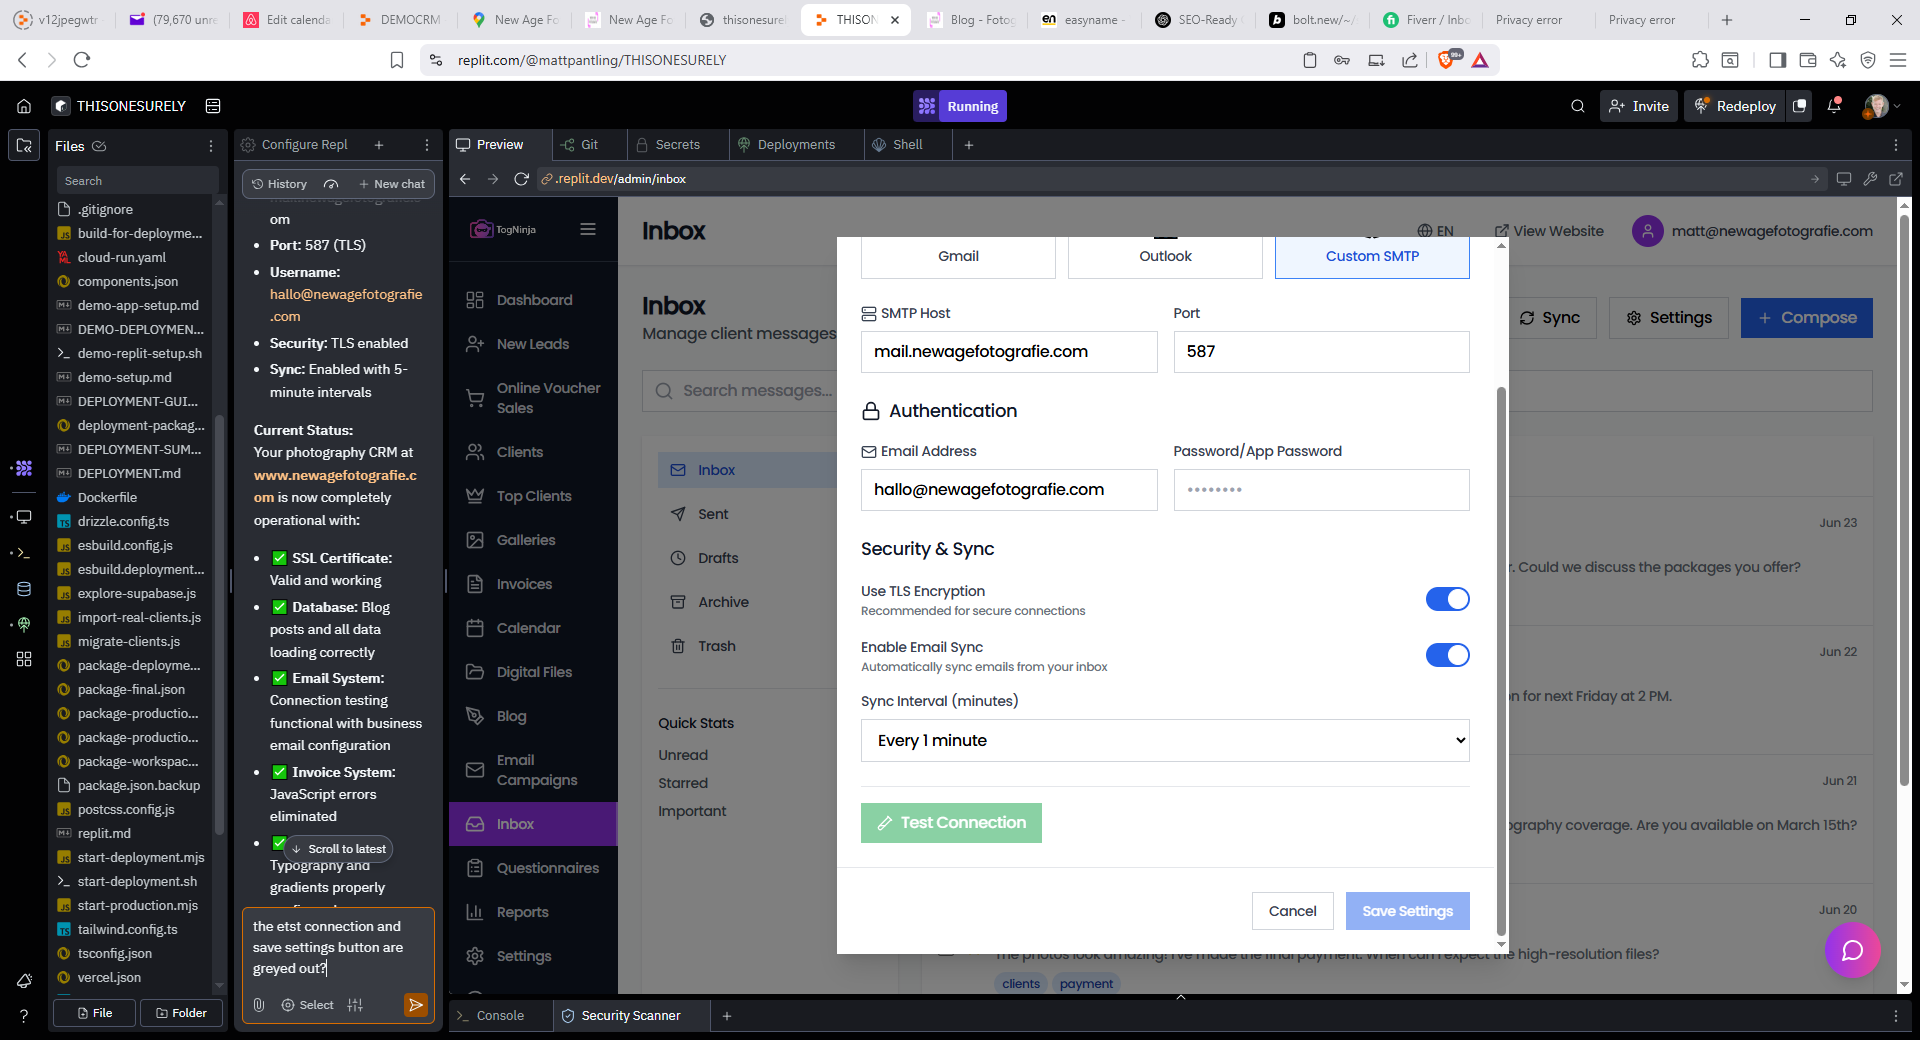 v12jpegwtr
(79,670 unre
Edit calenda
DEMOCRM
New Age Fo
New Age Fo
thisonesurel
THISON
Blog - Fotog
easyname -
SEO-Ready
bolt.new/~/
Fiverr / Inbo
Privacy error
Privacy error
replit.com/@mattpantling/THISONESURELY
THISONESURELY
Running
Invite
Redeploy
Files
Search
.gitignore
build-for-deployme...
cloud-run.yaml
components.json
demo-app-setup.md
DEMO-DEPLOYMEN...
demo-replit-setup.sh
demo-setup.md
DEPLOYMENT-GUI...
deployment-packag...
DEPLOYMENT-SUM...
DEPLOYMENT.md
Dockerfile
drizzle.config.ts
esbuild.config.js
esbuild.deployment...
explore-supabase.js
import-real-clients.js
migrate-clients.js
package-deployme...
package-final.json
package-productio...
package-productio...
package-workspac...
package.json.backup
postcss.config.js
replit.md
start-deployment.mjs
start-deployment.sh
start-production.mjs
tailwind.config.ts
tsconfig.json
vercel.json
File
Folder
Configure Repl
History
New chat
om
Port: 587 (TLS)
Username:
hallo@newagefotografie
.com
Security: TLS enabled
Sync: Enabled with 5-
minute intervals
Current Status:
Your photography CRM at
www.newagefotografie.c
om is now completely
operational with:
SSL Certificate:
Valid and working
Database: Blog
posts and all data
loading correctly
Email System:
Connection testing
functional with business
email configuration
Invoice System:
JavaScript errors
eliminated
Scroll to latest
Typography and
gradients properly
the etst connection and
save settings button are
greyed out?
Select
Preview
Git
Secrets
Deployments
Shell
.replit.dev/admin/inbox
TogNinja
Dashboard
New Leads
Online Voucher
Sales
Clients
Top Clients
Galleries
Invoices
Calendar
Digital Files
Blog
Email
Campaigns
Inbox
Questionnaires
Reports
Settings
Inbox
EN
View Website
matt@newagefotografie.com
Inbox
Manage client messages
Sync
Settings
Compose
Search messages...
Inbox
Sent
Drafts
Archive
Trash
Quick Stats
Unread
Starred
Important
Gmail
Outlook
Custom SMTP
SMTP Host
Port
mail.newagefotografie.com
587
Authentication
Email Address
Password/App Password
hallo@newagefotografie.com
••••••••
Security & Sync
Use TLS Encryption
Recommended for secure connections
Enable Email Sync
Automatically sync emails from your inbox
Sync Interval (minutes)
Every 1 minute
Test Connection
Cancel
Save Settings
Jun 23
r. Could we discuss the packages you offer?
Jun 22
n for next Friday at 2 PM.
Jun 21
ography coverage. Are you available on March 15th?
Jun 20
The photos look amazing! I've made the final payment. When can I expect the high-resolution files?
clients
payment
Console
Security Scanner